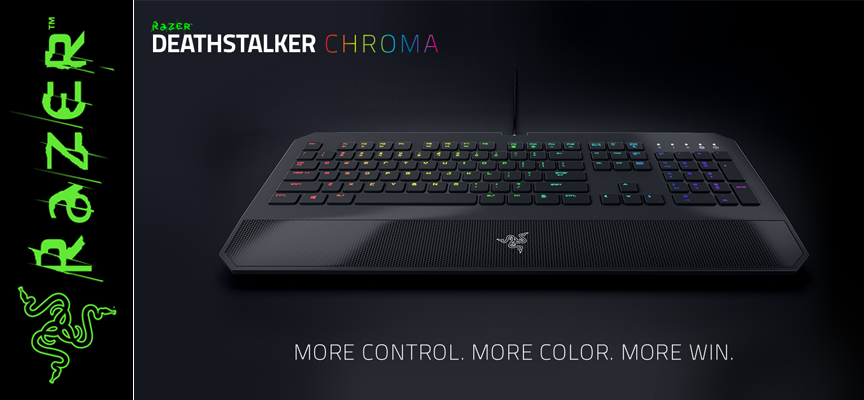 RAZER™
RAZER
DEATHSTALKER CHROMA
MORE CONTROL. MORE COLOR. MORE WIN.